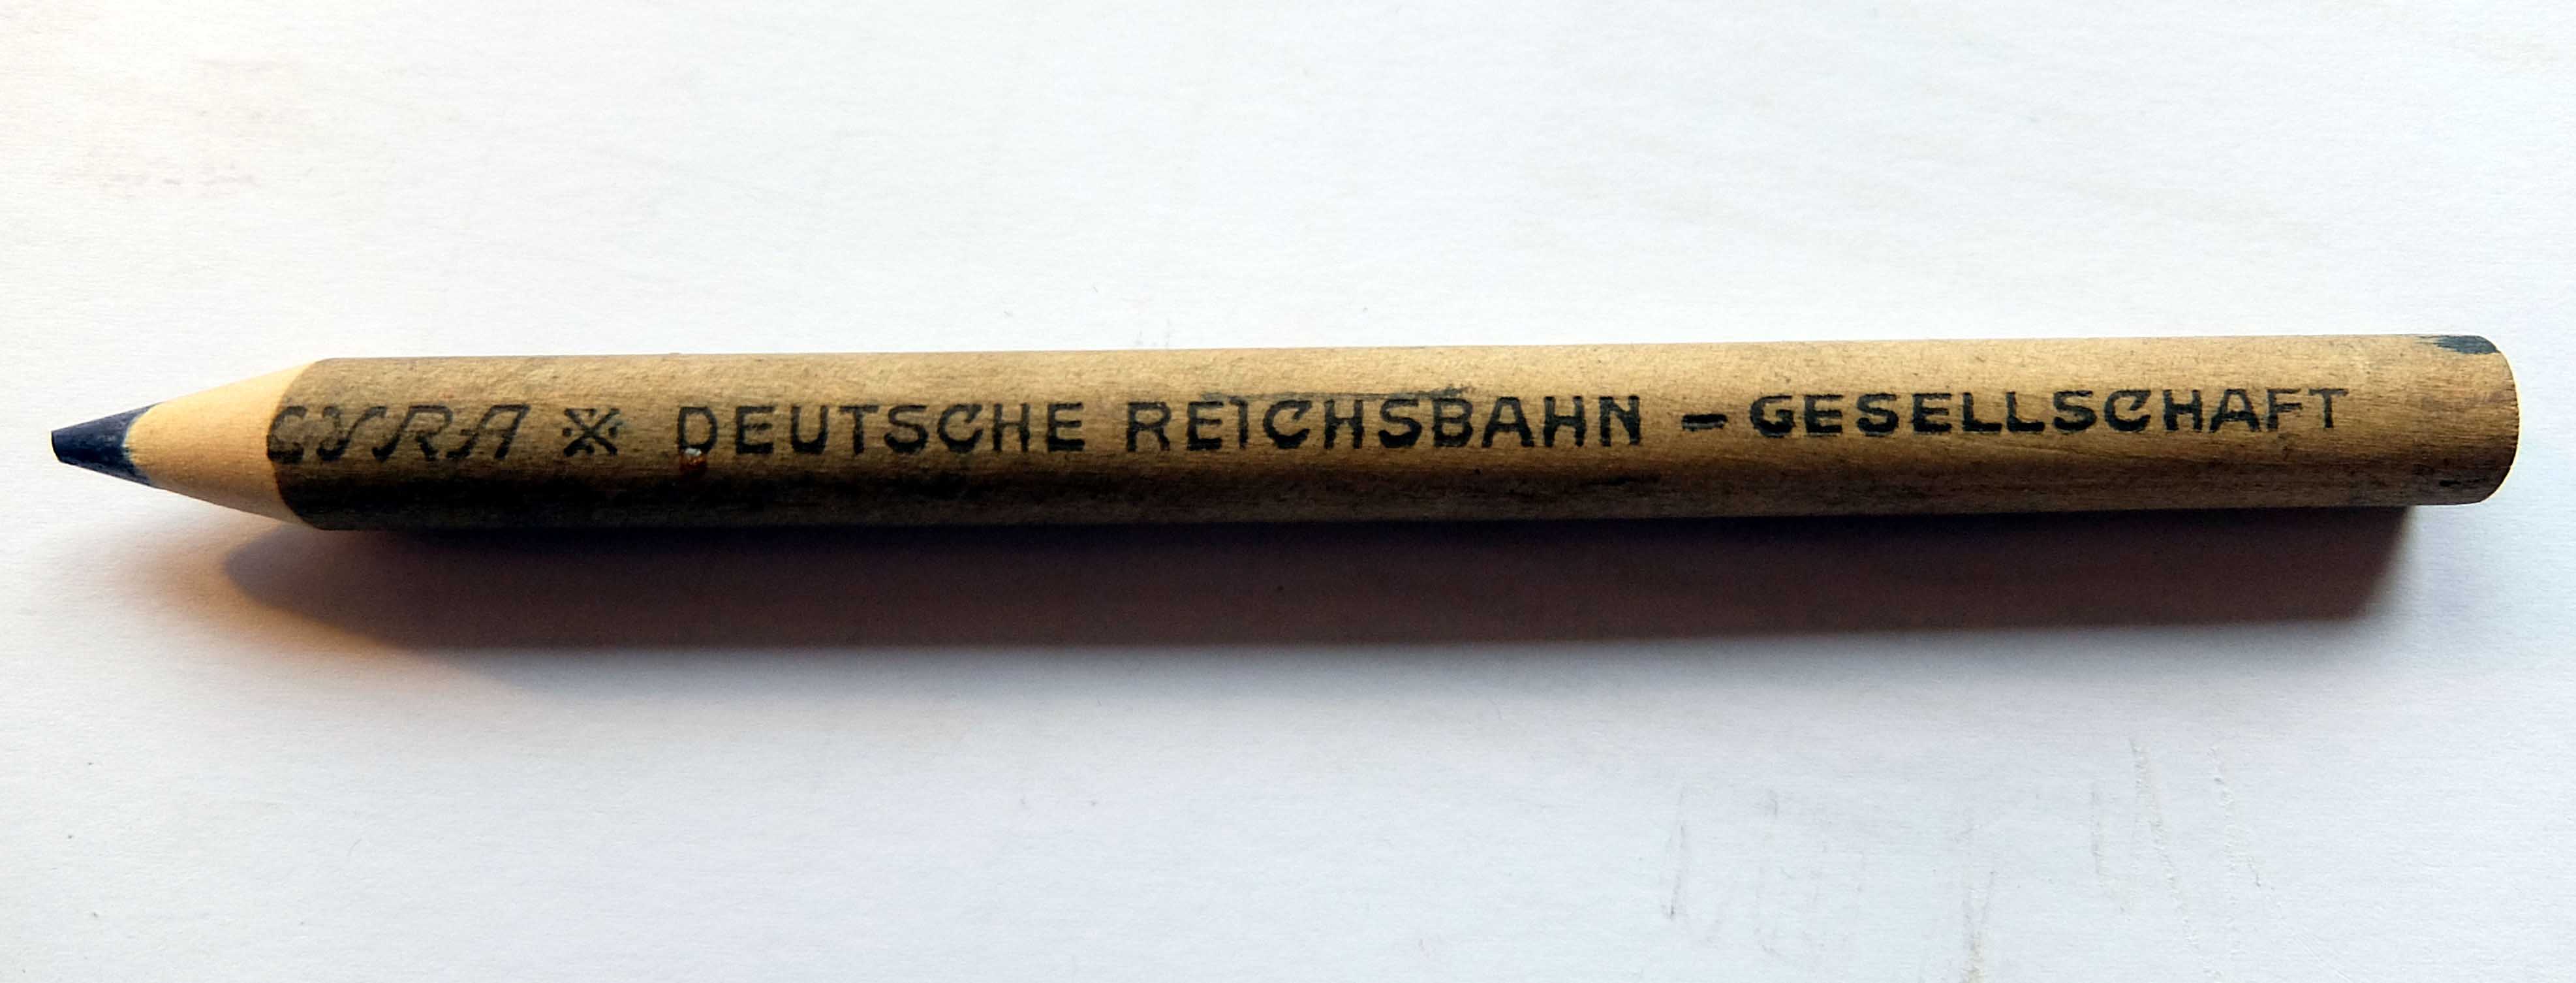 LYRA ※ DEUTSCHE REICHSBAHN – GESELLSCHAFT